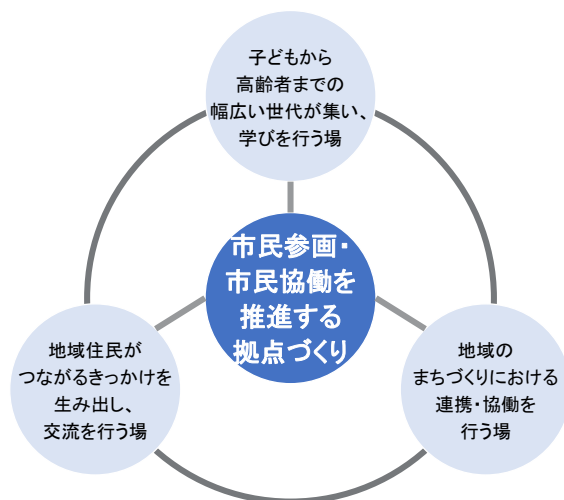 子どもから
高齢者までの
幅広い世代が集い、
学びを行う場
市民参画・
市民協働を
推進する
拠点づくり
地域住民が
つながるきっかけを
生み出し、
交流を行う場
地域の
まちづくりにおける
連携・協働を
行う場